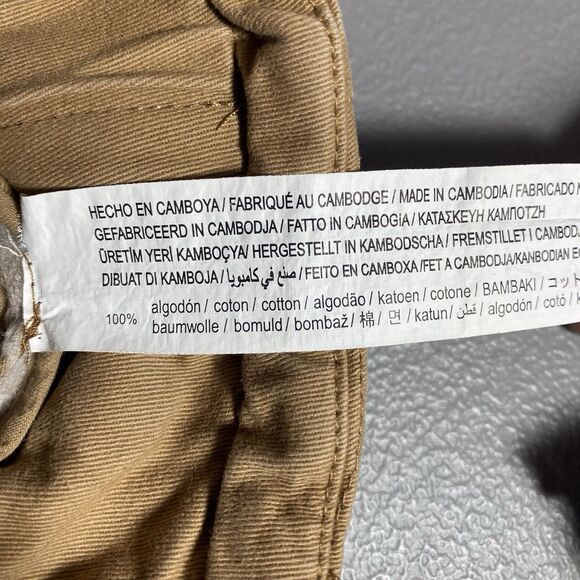 HECHO EN CAMBOYA / FABRIQUÉ AU CAMBODGE / MADE IN CAMBODIA / FABRICADO
GEFABRICEERD IN CAMBODJA / FATTO IN CAMBOGIA / ΚΑΤΑΣΚΕΥΗ ΚΑΜΠΟΤΖΗ
ÜRETİM YERİ KAMBOÇYA / HERGESTELLT IN KAMBODSCHA / FREMSTILLET I CAMBODJ
DIBUAT DI KAMBOJA / صنع في كامبوديا / FEITO EN CAMBOXA / FET A CAMBODJA / KANBODIAN
100% algodón / coton / cotton / algodão / katoen / cotone / BAMBAKI / コット
baumwolle / bomuld / bombaž / 棉 / 면 / katun / قطن / algodón / cotó /